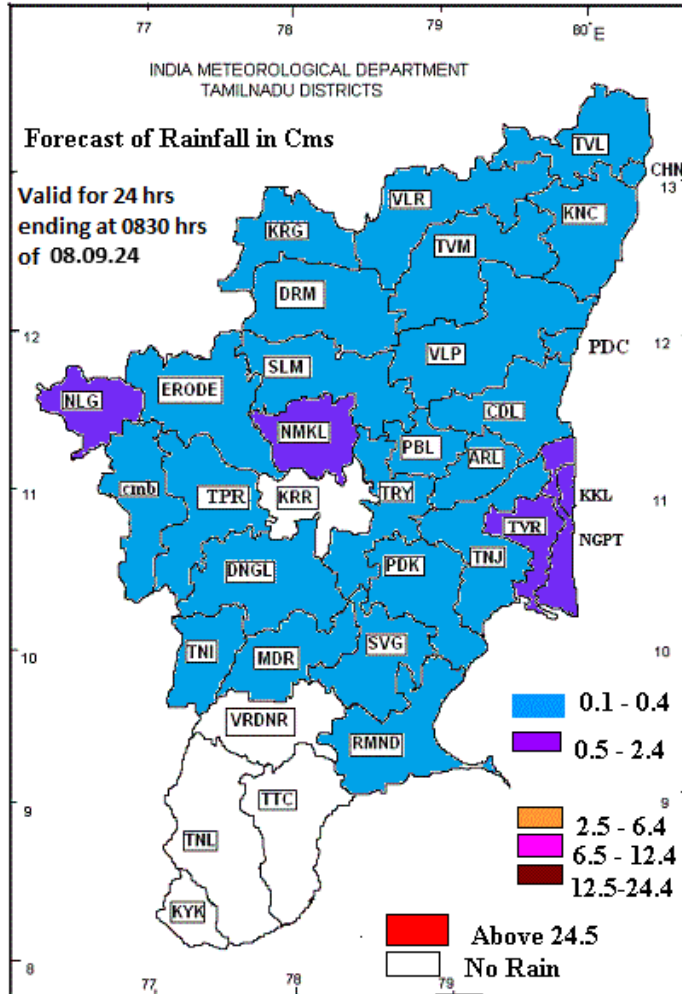 77 78 79 80° E
INDIA METEOROLOGICAL DEPARTMENT
TAMILNADU DISTRICTS
Forecast of Rainfall in Cms
TVL
CHN
13
Valid for 24 hrs
ending at 0830 hrs
of 08.09.24
VLR
KNC
KRG
TVM
DRM
12
12
PDC
VLP
SLM
ERODE
NLG
CDL
NMKL
PBL
ARL
11
cmb
TPR
KRR
TRY
KKL
11
TVR
NGPT
DNGL
PDK
TNJ
10
TNI
MDR
SVG
10
VRDNR
RMND
0.1 - 0.4
0.5 - 2.4
9
TTC
9
TNL
2.5 - 6.4
6.5 - 12.4
12.5-24.4
KYK
Above 24.5
No Rain
8
77 78 79